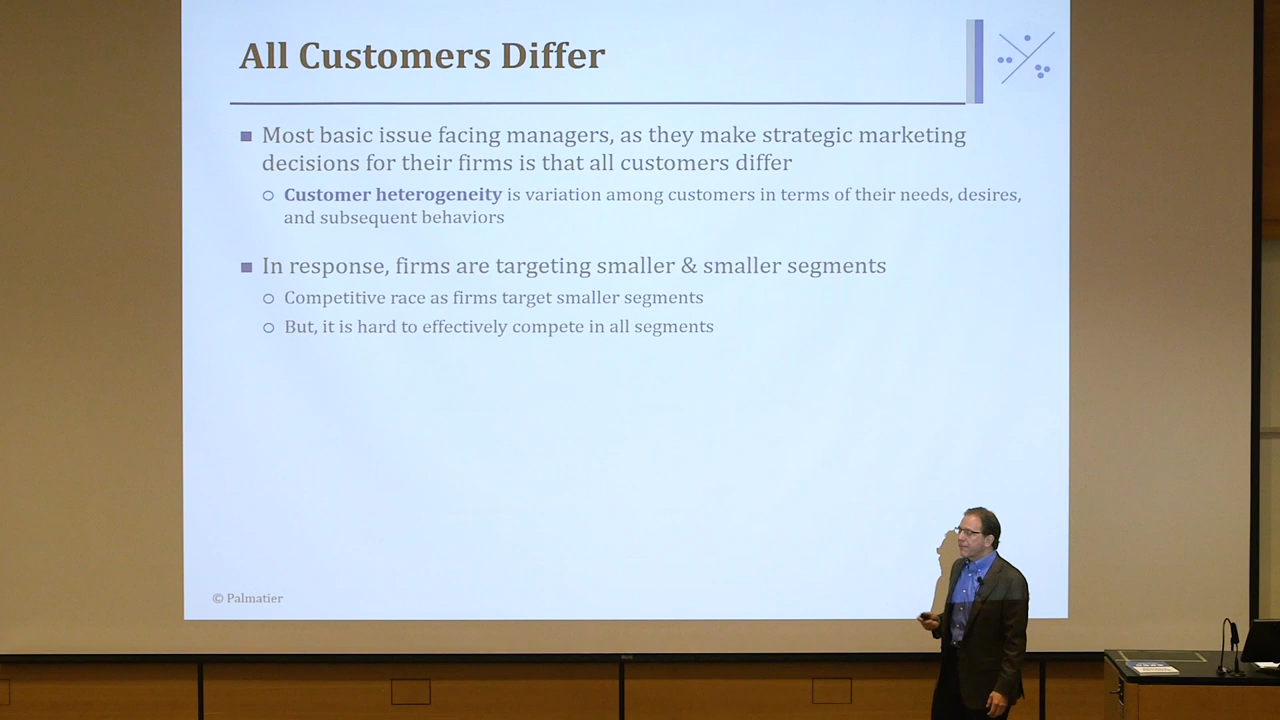 All Customers Differ
Most basic issue facing managers, as they make strategic marketing
decisions for their firms is that all customers differ
Customer heterogeneity is variation among customers in terms of their needs, desires,
and subsequent behaviors
In response, firms are targeting smaller & smaller segments
Competitive race as firms target smaller segments
But, it is hard to effectively compete in all segments
© Palmatier